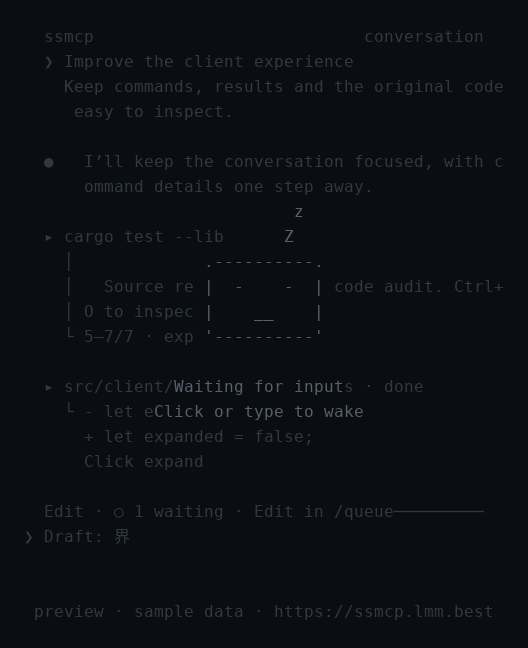 ssmcp conversation
❯ Improve the client experience
Keep commands, results and the original code
easy to inspect.
● I’ll keep the conversation focused, with c
ommand details one step away.
z
▸ cargo test --lib Z
│ .----------.
│ Source re | - - | code audit. Ctrl+
│ O to inspec | __ |
└ 5–7/7 · exp '----------'
▸ src/client/Waiting for inputs · done
└ - let eClick or type to wake
+ let expanded = false;
Click expand
Edit · ○ 1 waiting · Edit in /queue─────────
❯ Draft: 界
preview · sample data · https://ssmcp.lmm.best